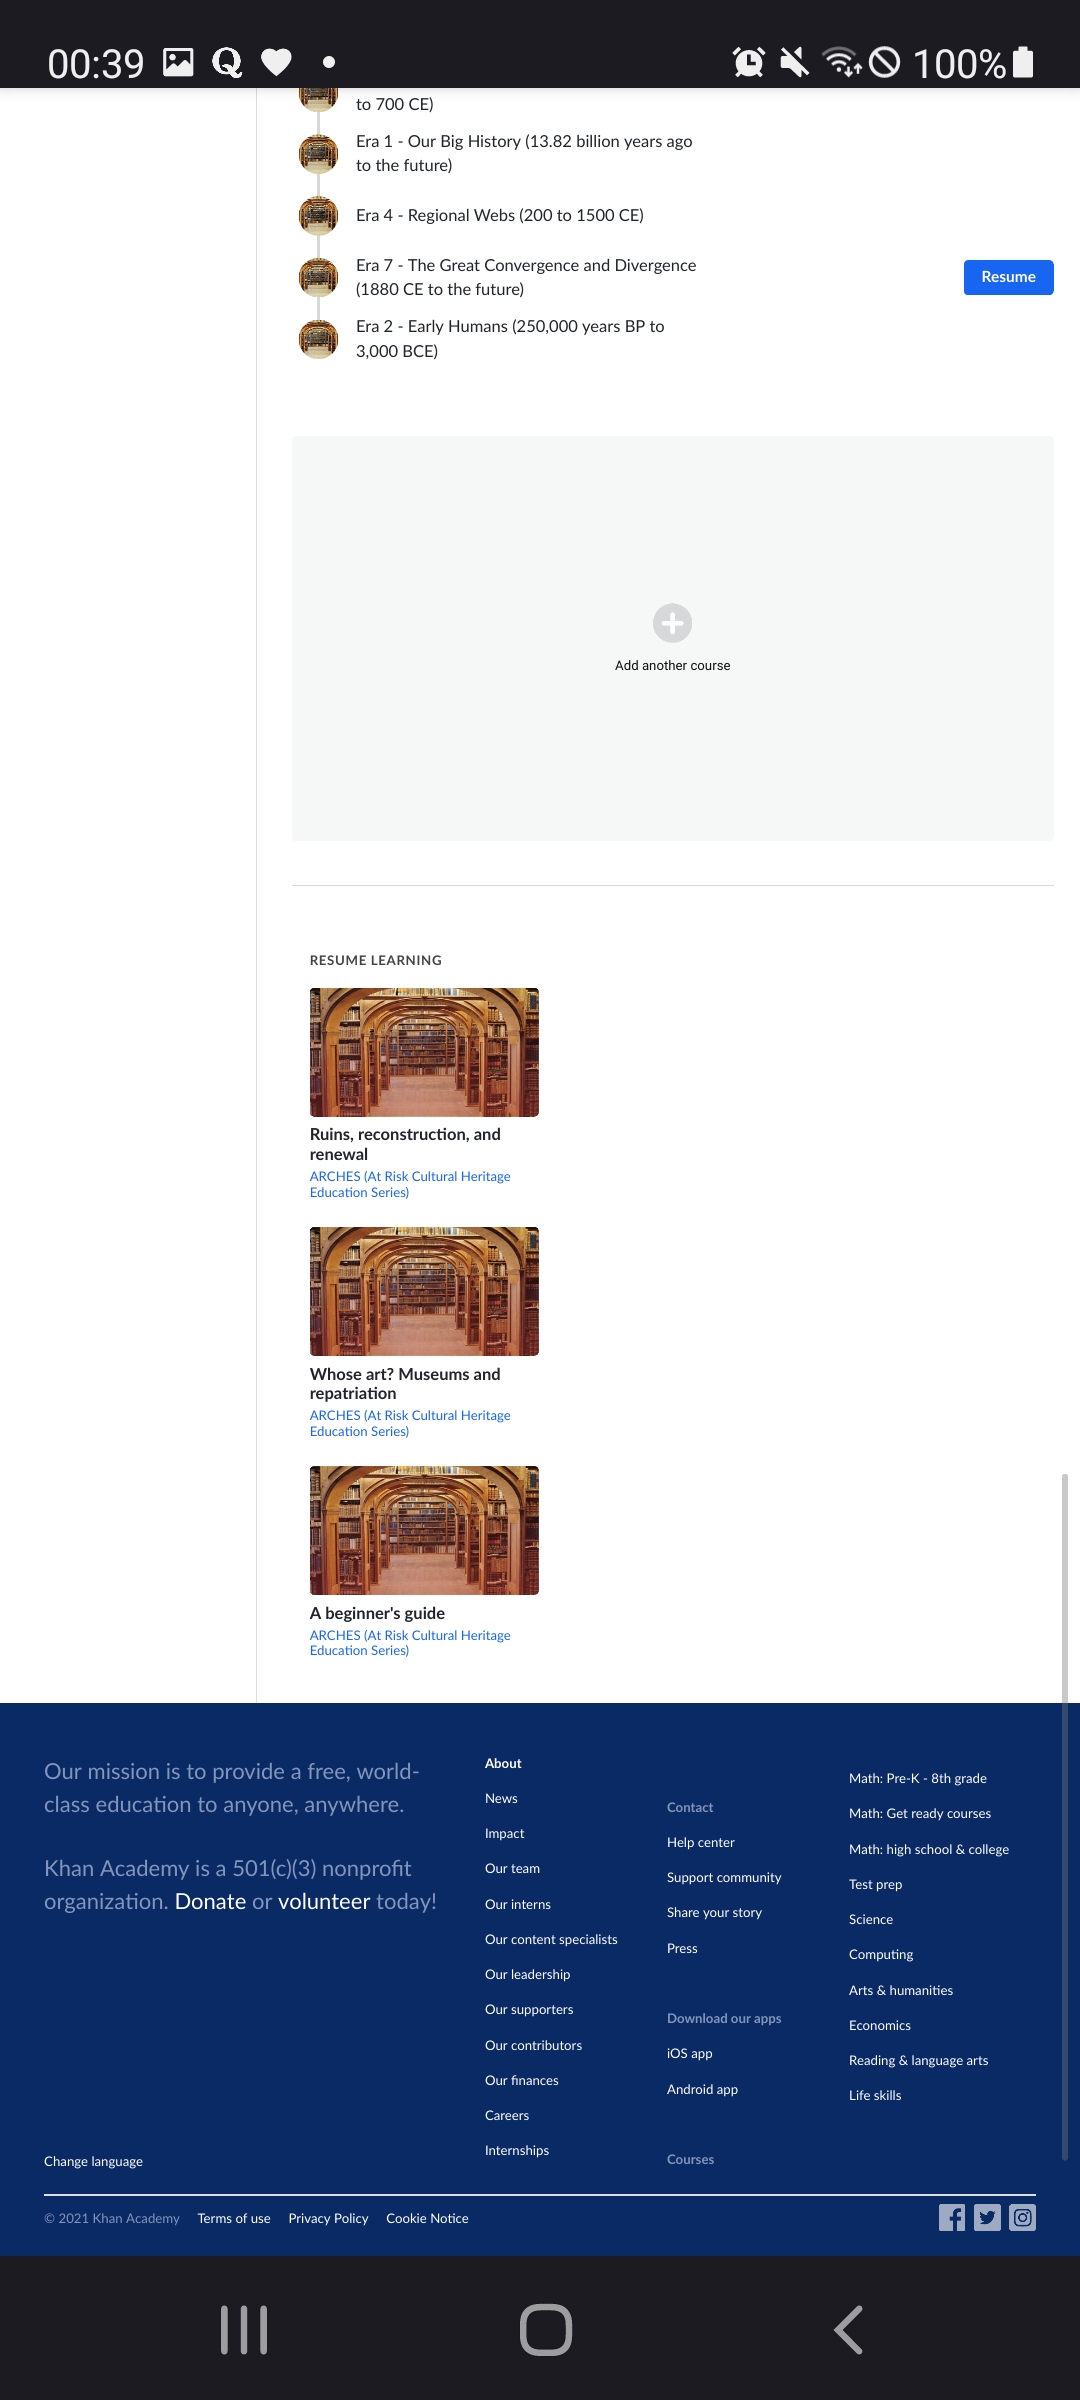 00:39
100%
to 700 CE)
Era 1 - Our Big History (13.82 billion years ago
to the future)
Era 4 - Regional Webs (200 to 1500 CE)
Era 7 - The Great Convergence and Divergence
(1880 CE to the future)
Resume
Era 2 - Early Humans (250,000 years BP to
3,000 BCE)
Add another course
RESUME LEARNING
Ruins, reconstruction, and
renewal
ARCHES (At Risk Cultural Heritage
Education Series)
Whose art? Museums and
repatriation
ARCHES (At Risk Cultural Heritage
Education Series)
A beginner's guide
ARCHES (At Risk Cultural Heritage
Education Series)
Our mission is to provide a free, world-
class education to anyone, anywhere.
Khan Academy is a 501(c)(3) nonprofit
organization. Donate or volunteer today!
Change language
About
News
Impact
Our team
Our interns
Our content specialists
Our leadership
Our supporters
Our contributors
Our finances
Careers
Internships
Contact
Help center
Support community
Share your story
Press
Download our apps
iOS app
Android app
Courses
Math: Pre-K - 8th grade
Math: Get ready courses
Math: high school & college
Test prep
Science
Computing
Arts & humanities
Economics
Reading & language arts
Life skills
© 2021 Khan Academy
Terms of use
Privacy Policy
Cookie Notice